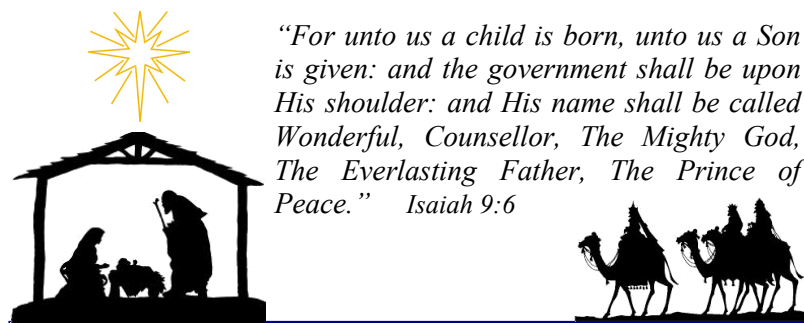 “For unto us a child is born, unto us a Son
is given: and the government shall be upon
His shoulder: and His name shall be called
Wonderful, Counsellor, The Mighty God,
The Everlasting Father, The Prince of
Peace.” Isaiah 9:6